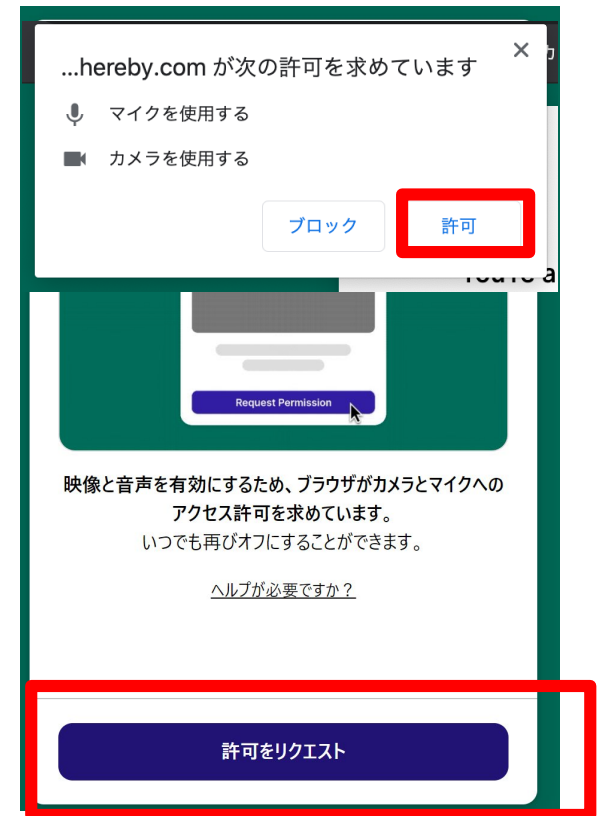 ...hereby.com が次の許可を求めています
マイクを使用する
カメラを使用する
ブロック
許可
Request Permission
映像と音声を有効にするため、ブラウザがカメラとマイクへの
アクセス許可を求めています。
いつでも再びオフにすることができます。
ヘルプが必要ですか？
許可をリクエスト